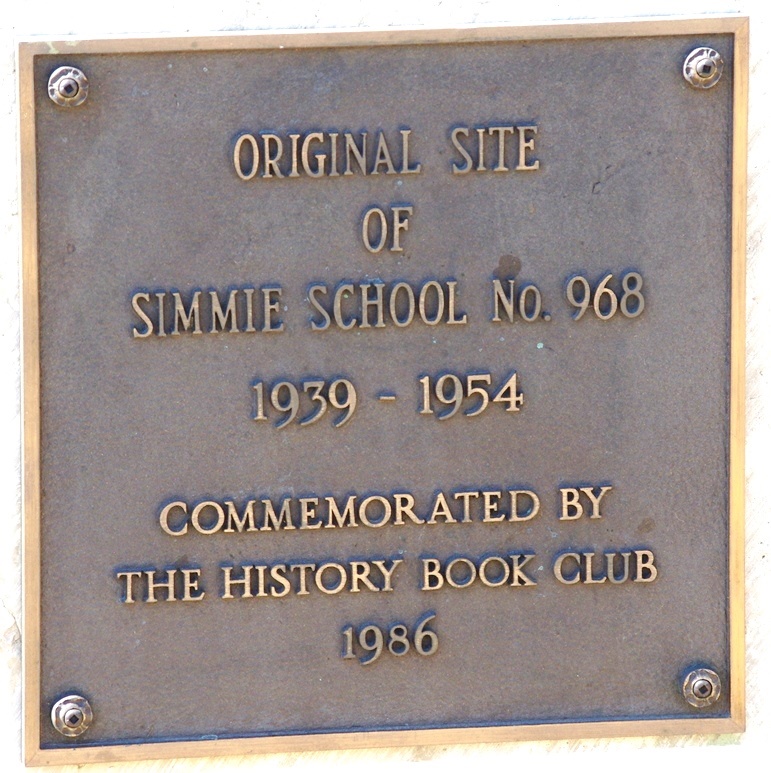 ORIGINAL SITE
OF
SIMMIE SCHOOL No. 968
1939 - 1954
COMMEMORATED BY
THE HISTORY BOOK CLUB
1986